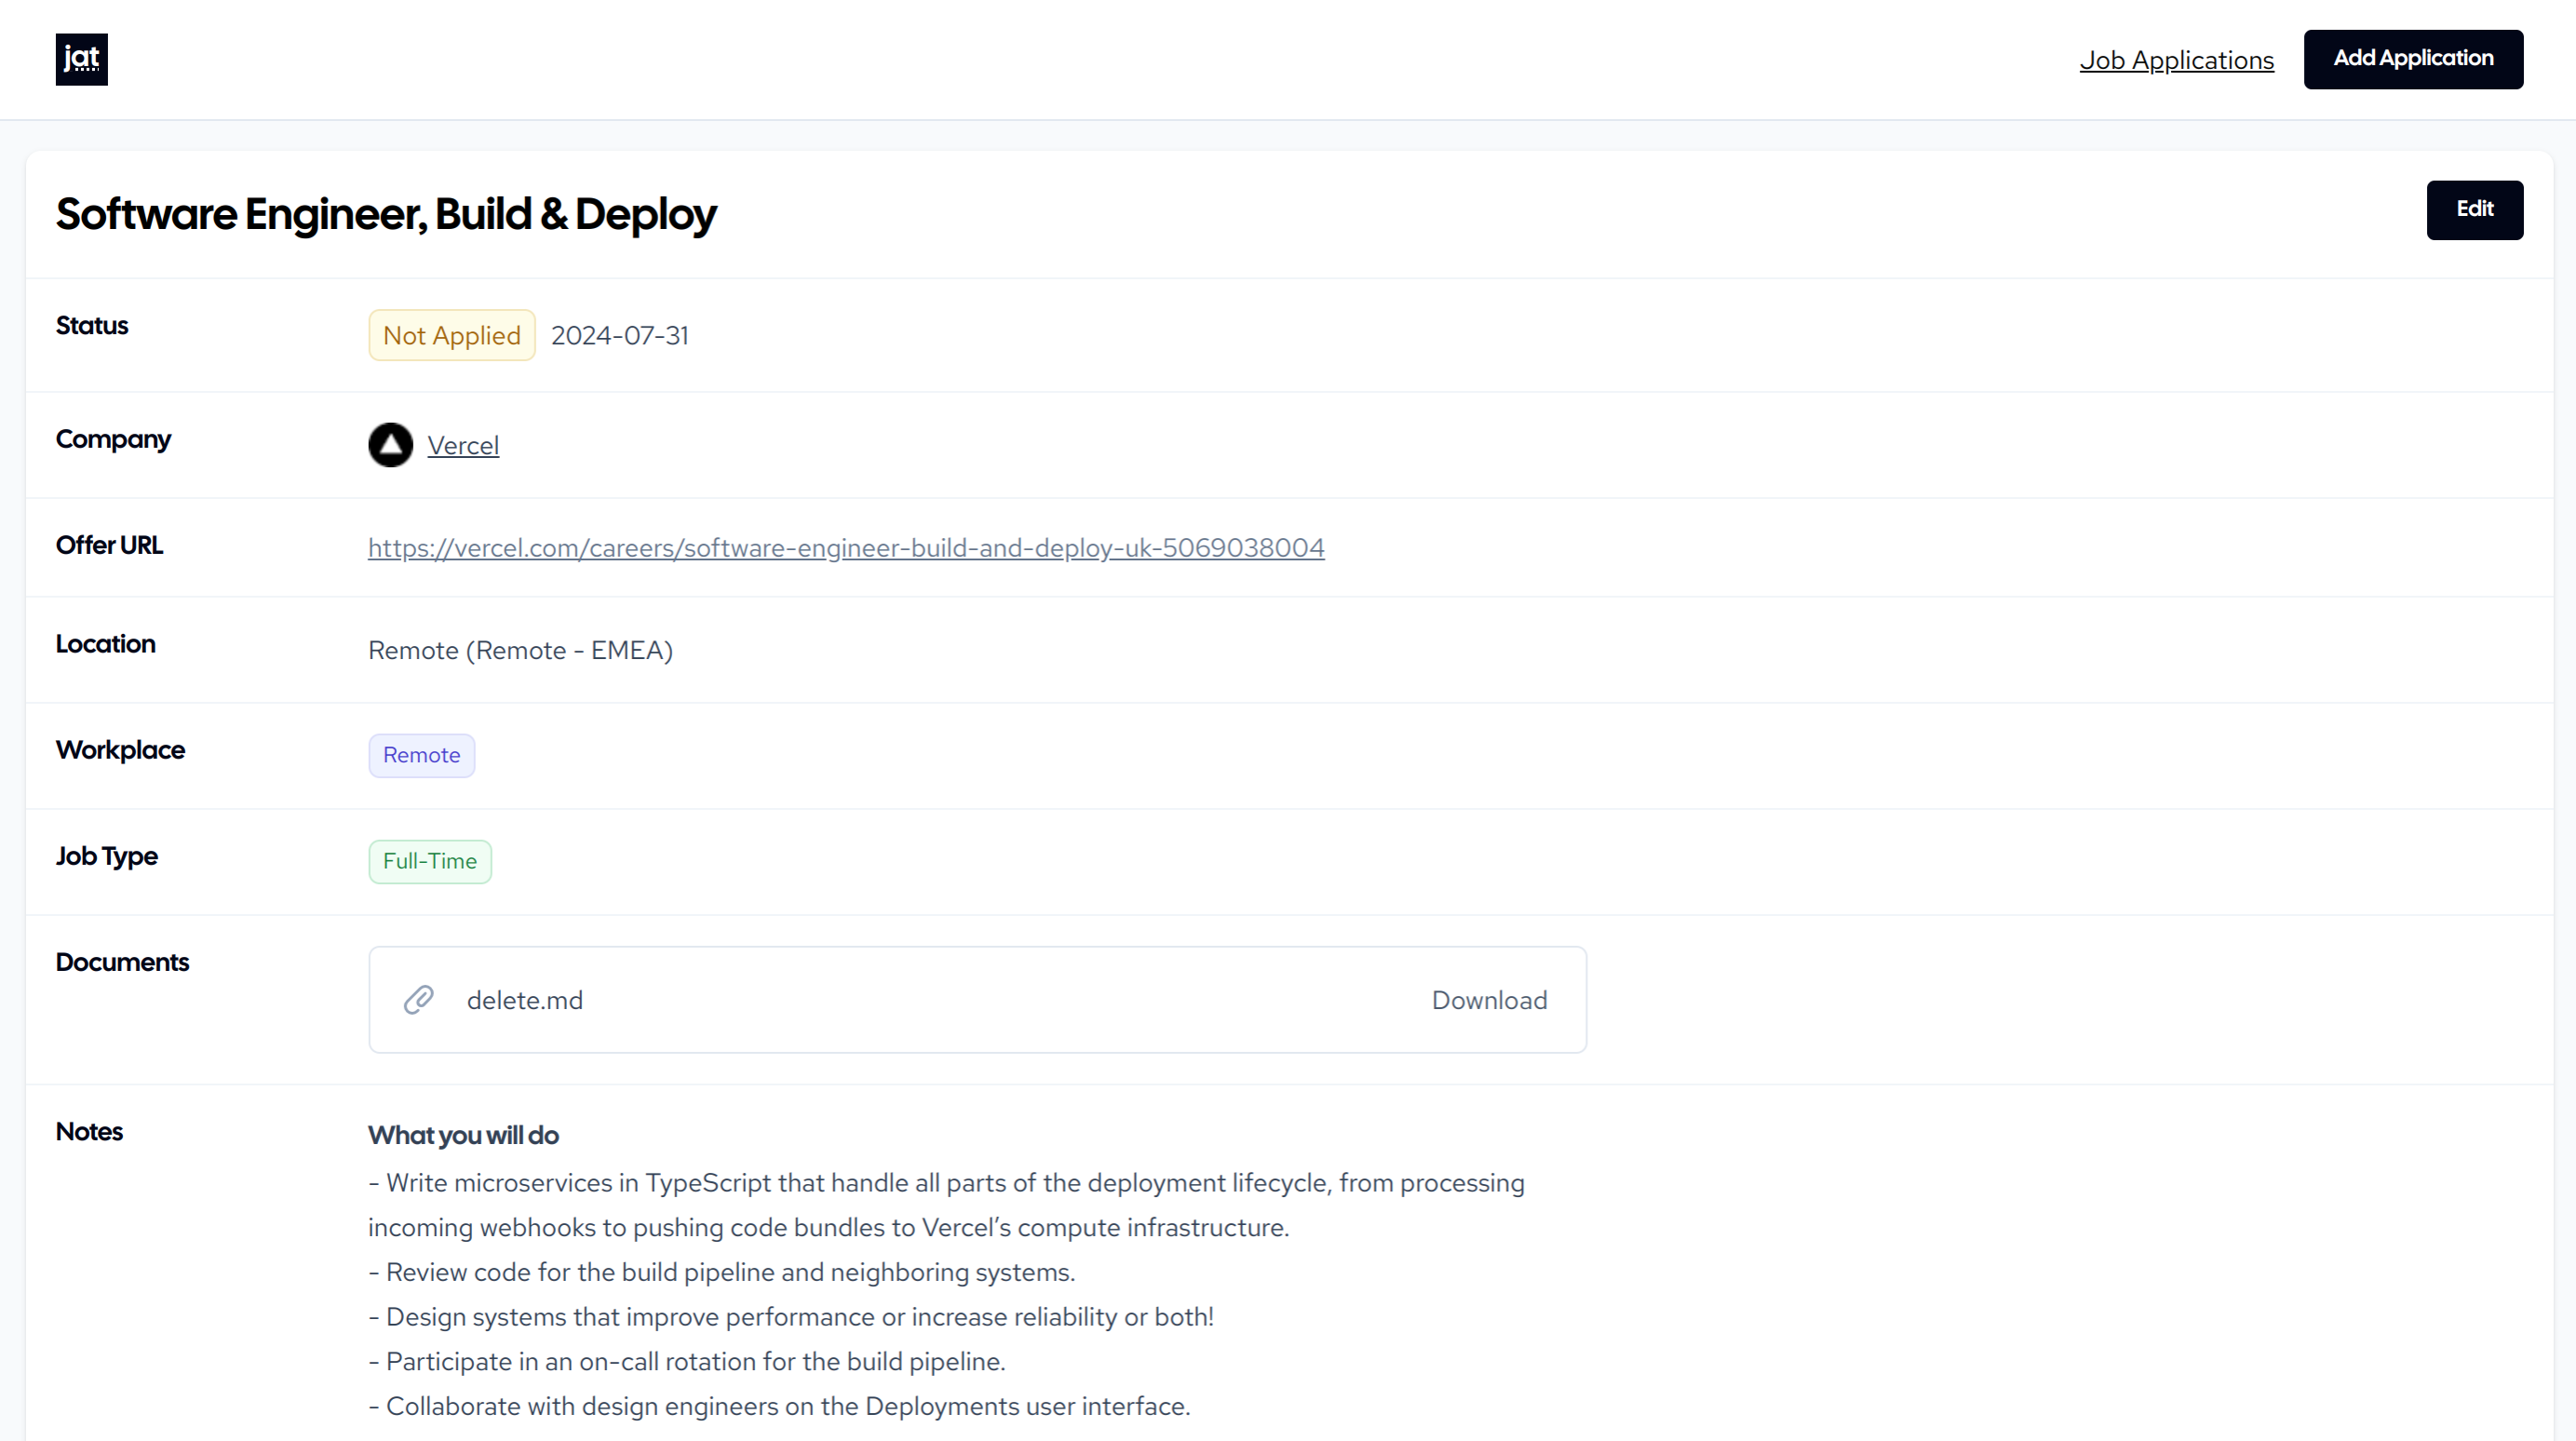 jat
Job Applications
Add Application
Software Engineer, Build & Deploy
Edit
Status
Not Applied 2024-07-31
Company
Vercel
Offer URL
https://vercel.com/careers/software-engineer-build-and-deploy-uk-5069038004
Location
Remote (Remote - EMEA)
Workplace
Remote
Job Type
Full-Time
Documents
delete.md
Download
Notes
What you will do
- Write microservices in TypeScript that handle all parts of the deployment lifecycle, from processing
incoming webhooks to pushing code bundles to Vercel’s compute infrastructure.
- Review code for the build pipeline and neighboring systems.
- Design systems that improve performance or increase reliability or both!
- Participate in an on-call rotation for the build pipeline.
- Collaborate with design engineers on the Deployments user interface.